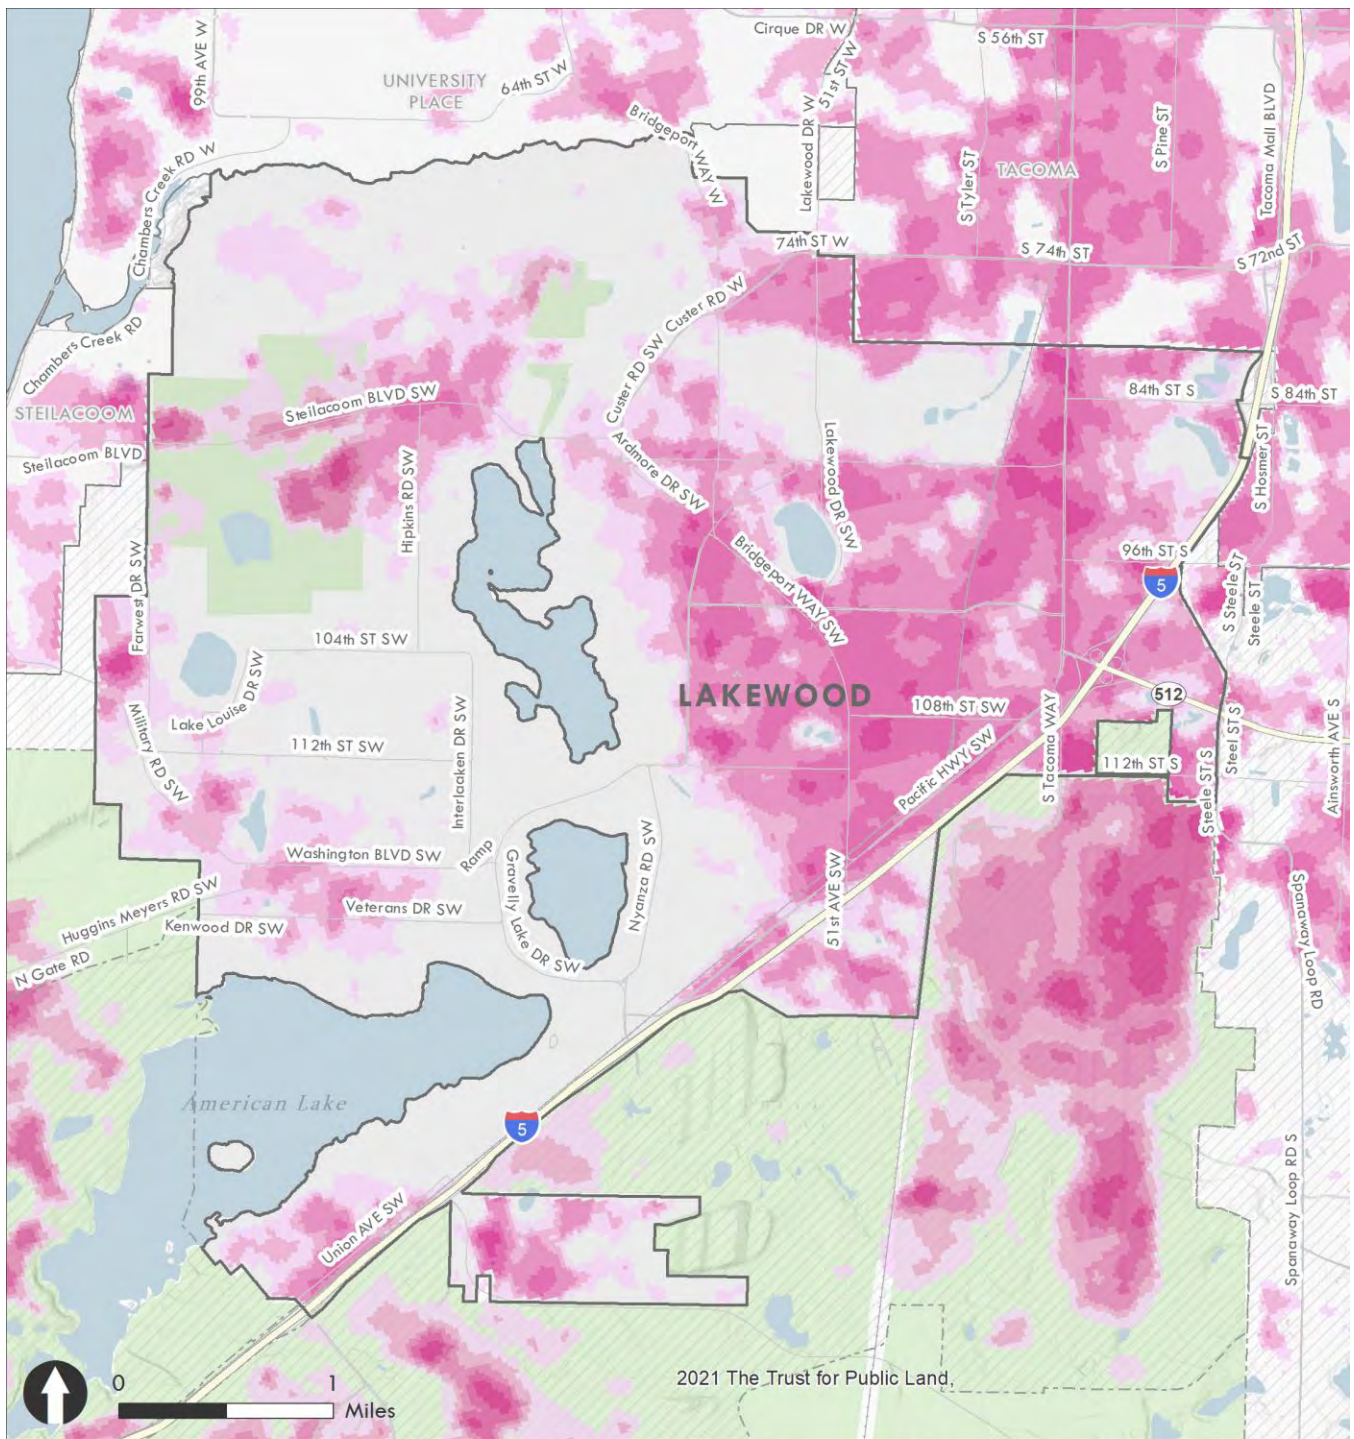 Cirque DR W
S 56th ST
99th AVE W
UNIVERSITY
PLACE
64th ST W
51st ST W
Tacoma Mall BLVD
Bridgeport WAY W
Lakewood DR W
S Pine ST
S Tyler ST
TACOMA
Chambers Creek RD W
74th ST W
S 74th ST
S 72nd ST
Custer RD W
Chambers Creek RD
Custer RD SW
84th ST S
S 84th ST
STEILACOOM
Steilacoom BLVD SW
Steilacoom BLVD
Ardmore DR SW
Lakewood DR SW
S Hosmer ST
Hipkins RD SW
Farwest DR SW
Bridgeport WAY SW
96th ST S
5
S Steele ST
Steele ST
104th ST SW
Lake Louise DR SW
LAKEWOOD
512
108th ST SW
Military RD SW
112th ST SW
Interlaaken DR SW
Pacific HWY SW
S Tacoma WAY
112th ST S
Steel ST S
Steele ST S
Ainsworth AVE S
Washington BLVD SW
Ramp
Gravelly Lake DR SW
Nyanza RD SW
51st AVE SW
Huggins Meyers RD SW
Veterans DR SW
Kenwood DR SW
N Gate RD
Spanaway Loop RD
American Lake
5
Union AVE SW
Spanaway Loop RD S
2021 The Trust for Public Land,
0 1
Miles